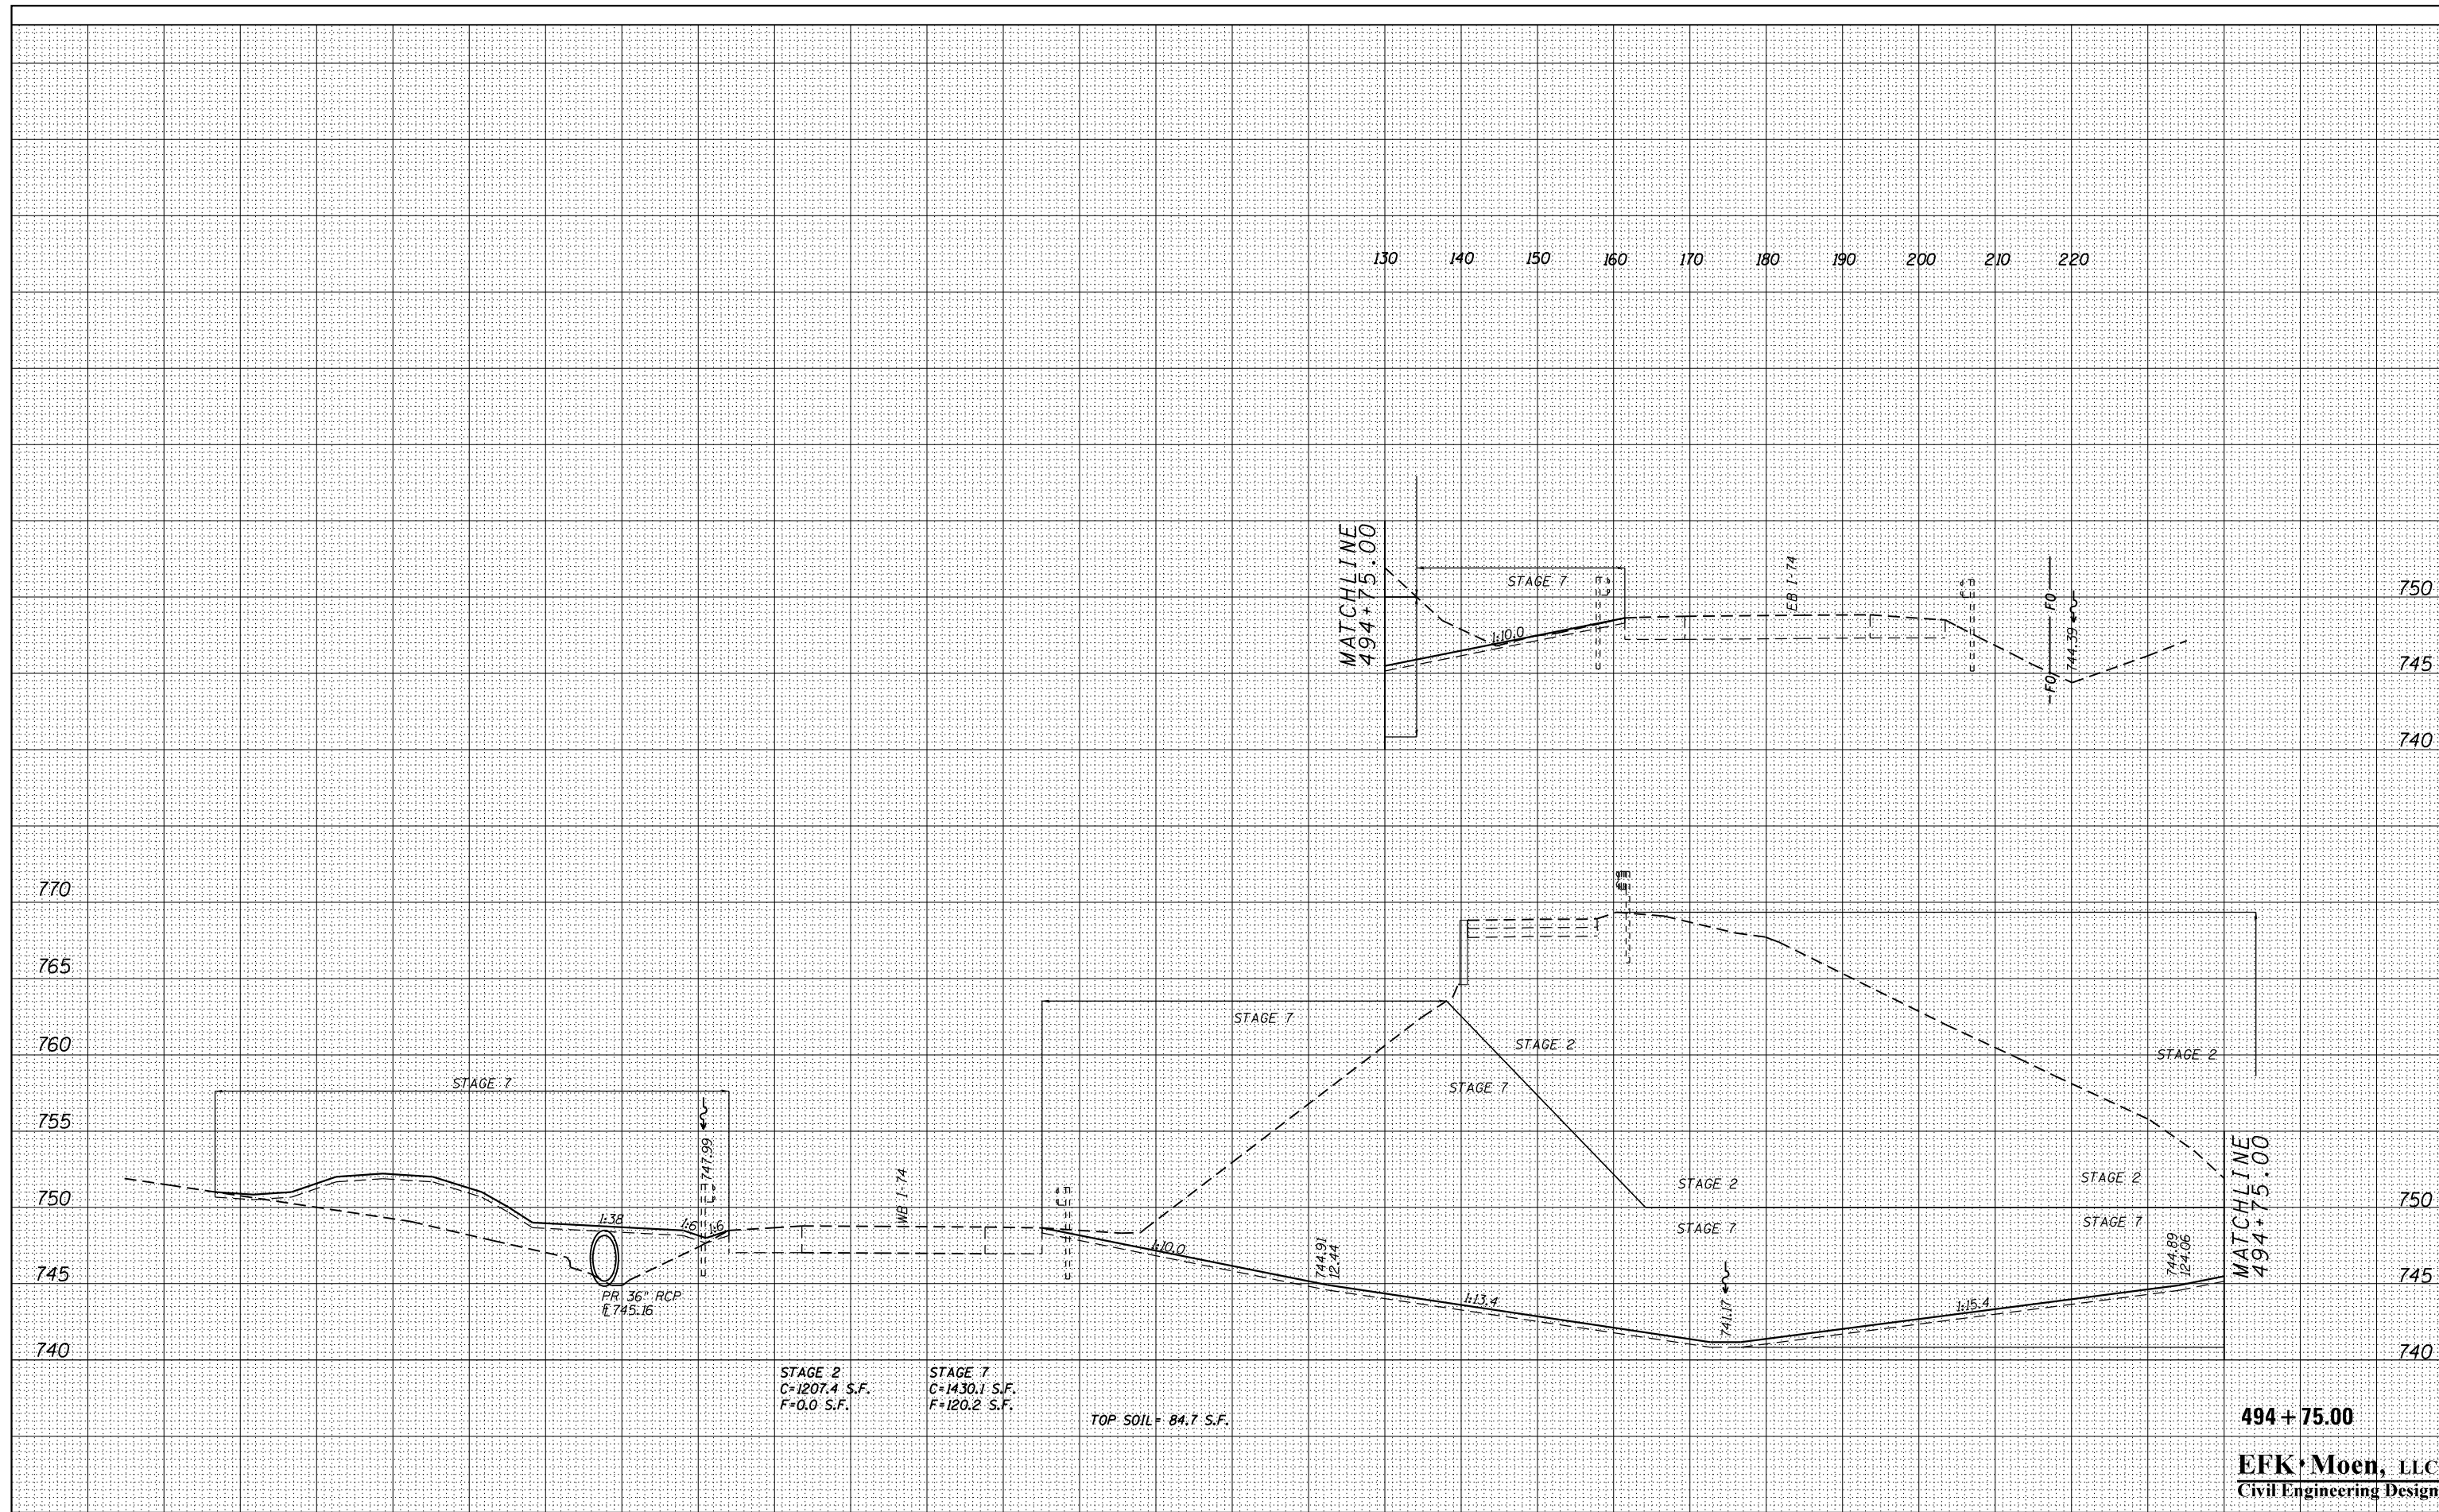 130 140 150 160 170 180 190 200 210 220
MATCHLINE
494+75.00
STAGE 7
1:10.0
EB I-74
FO
FO
744.39
750
745
740
770
765
760
755
750
745
740
STAGE 7
747.99
1:38
1:6
1:6
PR 36" RCP
FL 745.16
WB I-74
STAGE 7
STAGE 2
STAGE 7
STAGE 2
STAGE 2
STAGE 7
STAGE 2
STAGE 7
1:10.0
744.91
12.44
1:13.4
741.17
1:15.4
744.89
124.06
MATCHLINE
494+75.00
750
745
740
STAGE 2
C=1207.4 S.F.
F=0.0 S.F.
STAGE 7
C=1430.1 S.F.
F=120.2 S.F.
TOP SOIL= 84.7 S.F.
494+75.00
EFK•Moen, LLC
Civil Engineering Design